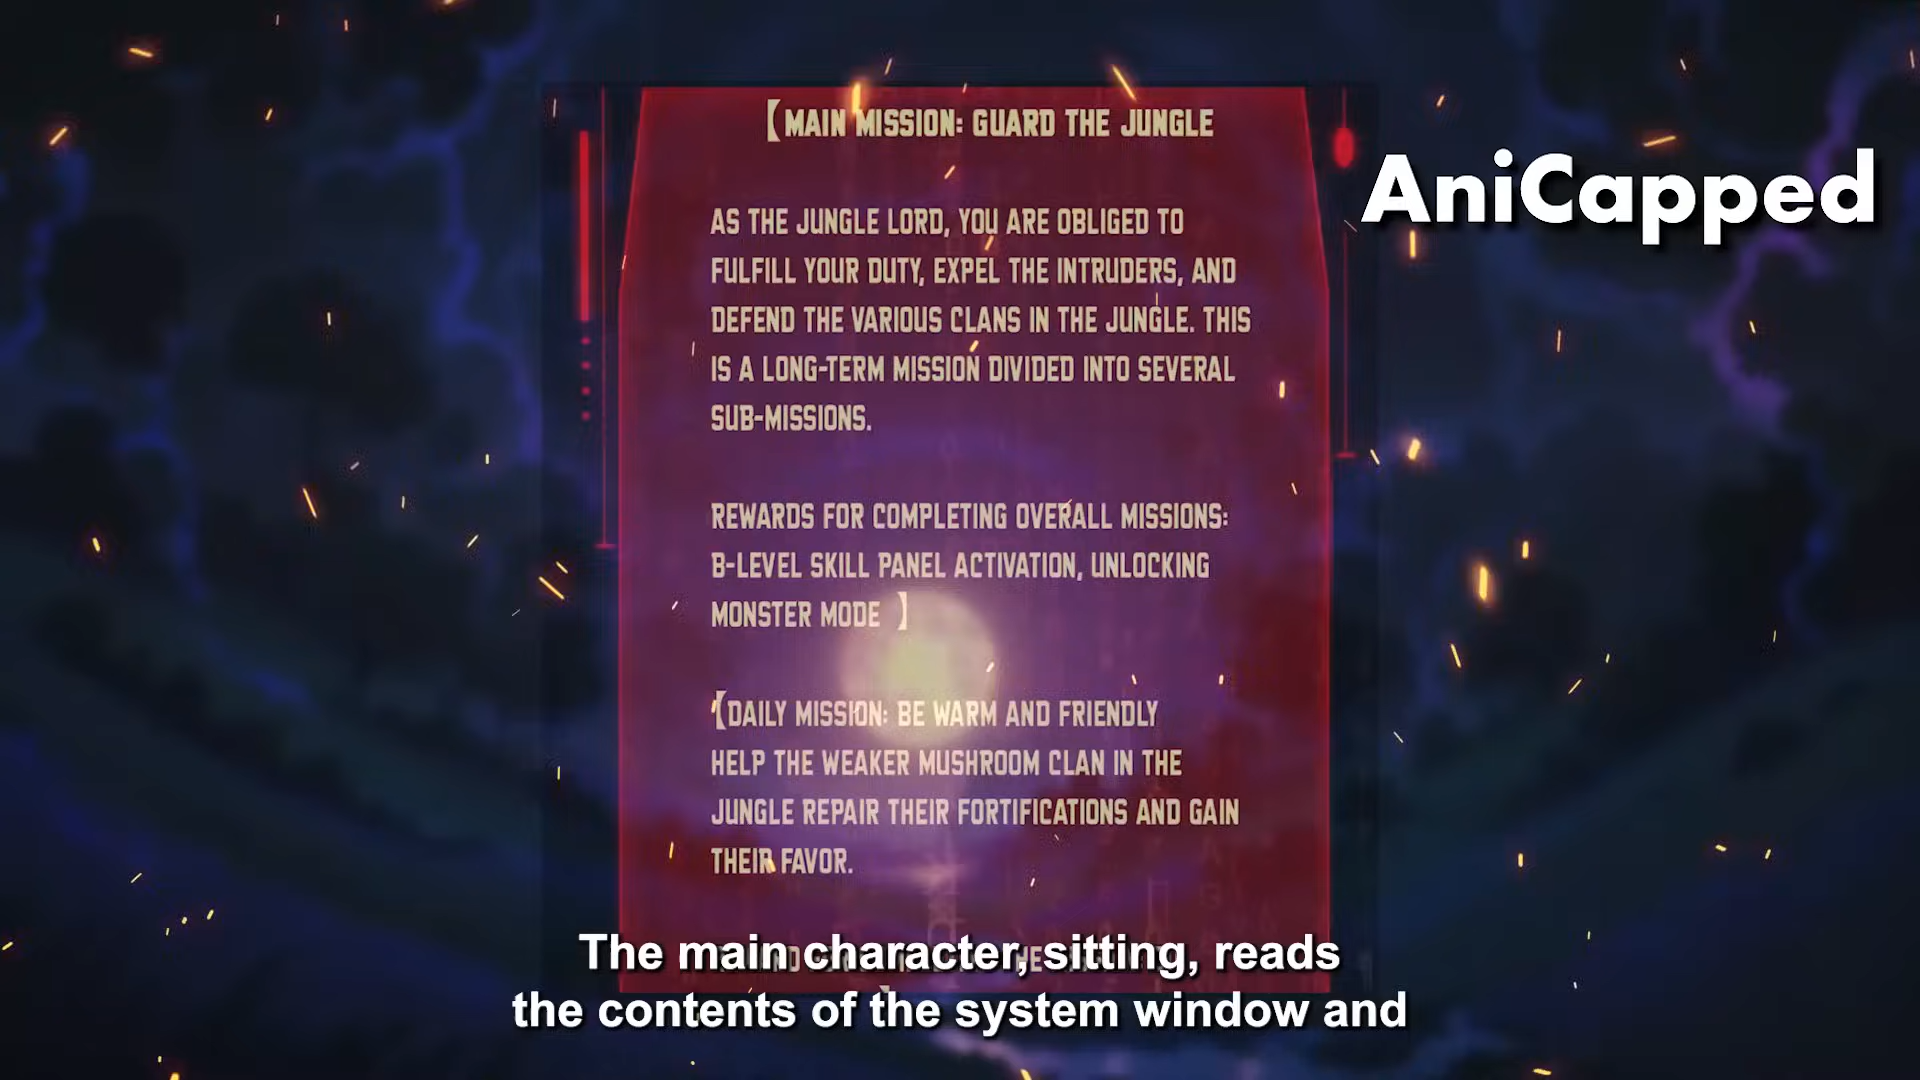 【MAIN MISSION: GUARD THE JUNGLE
AniCapped
AS THE JUNGLE LORD, YOU ARE OBLIGED TO
FULFILL YOUR DUTY, EXPEL THE INTRUDERS, AND
DEFEND THE VARIOUS CLANS IN THE JUNGLE. THIS
IS A LONG-TERM MISSION DIVIDED INTO SEVERAL
SUB-MISSIONS.
REWARDS FOR COMPLETING OVERALL MISSIONS:
B-LEVEL SKILL PANEL ACTIVATION, UNLOCKING
MONSTER MODE 】
【DAILY MISSION: BE WARM AND FRIENDLY
HELP THE WEAKER MUSHROOM CLAN IN THE
JUNGLE REPAIR THEIR FORTIFICATIONS AND GAIN
THEIR FAVOR.
The main character, sitting, reads
the contents of the system window and